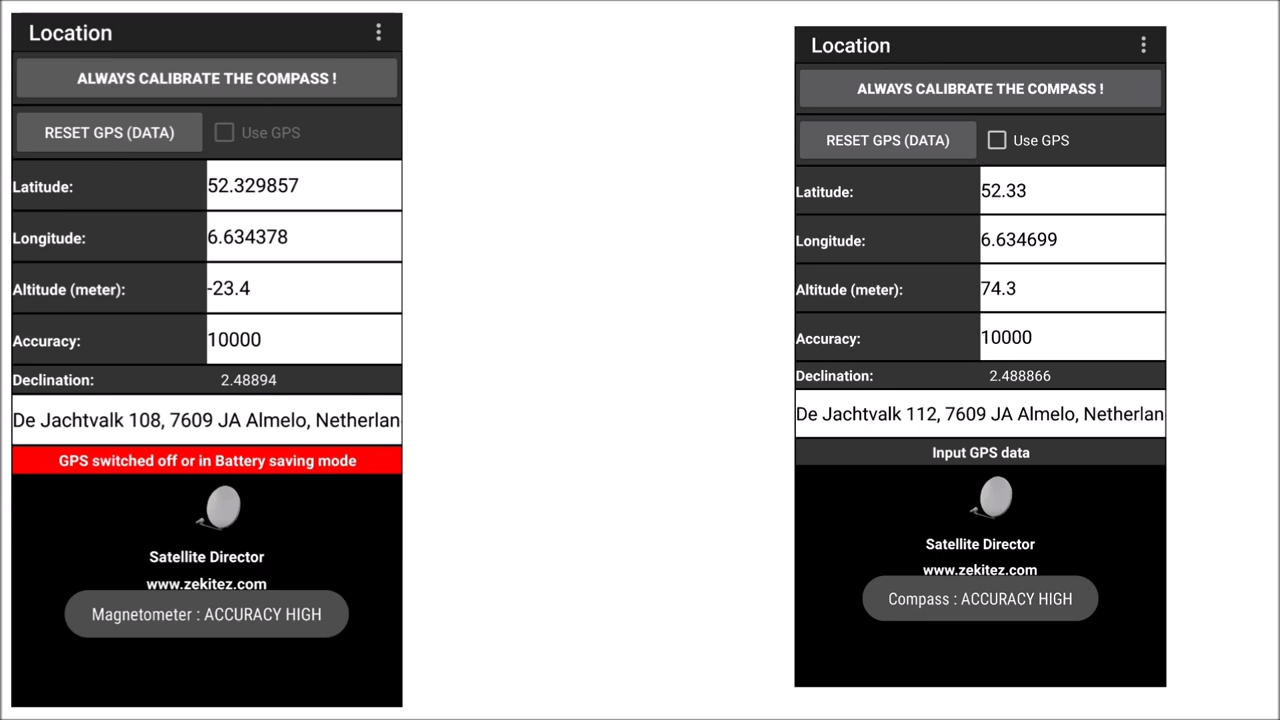 Location
ALWAYS CALIBRATE THE COMPASS !
RESET GPS (DATA) Use GPS
Latitude: 52.329857
Longitude: 6.634378
Altitude (meter): -23.4
Accuracy: 10000
Declination: 2.48894
De Jachtvalk 108, 7609 JA Almelo, Netherlan
GPS switched off or in Battery saving mode
Satellite Director
www.zekitez.com
Magnetometer : ACCURACY HIGH
Location
ALWAYS CALIBRATE THE COMPASS !
RESET GPS (DATA) Use GPS
Latitude: 52.33
Longitude: 6.634699
Altitude (meter): 74.3
Accuracy: 10000
Declination: 2.488866
De Jachtvalk 112, 7609 JA Almelo, Netherlan
Input GPS data
Satellite Director
www.zekitez.com
Compass : ACCURACY HIGH